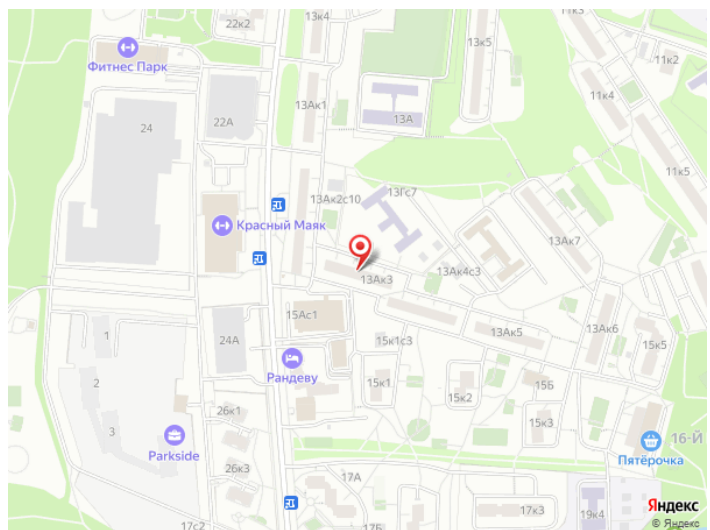 22к2
13к4
11к3
13к5
Фитнес Парк
11к2
24
22А
13Ак1
13А
11к4
11к5
13Ак2с10
13Гс7
Красный Маяк
13Ак7
13Ак4с3
13Ак3
15Ас1
13Ак5
13Ак6
1
24А
15к1с3
15к5
Рандеву
2
15к1
15Б
15к2
26к1
15к3
3
Parkside
16-Й
Пятёрочка
26к3
17А
17к3
19к4
Яндекс
17с2
17Б
© Яндекс